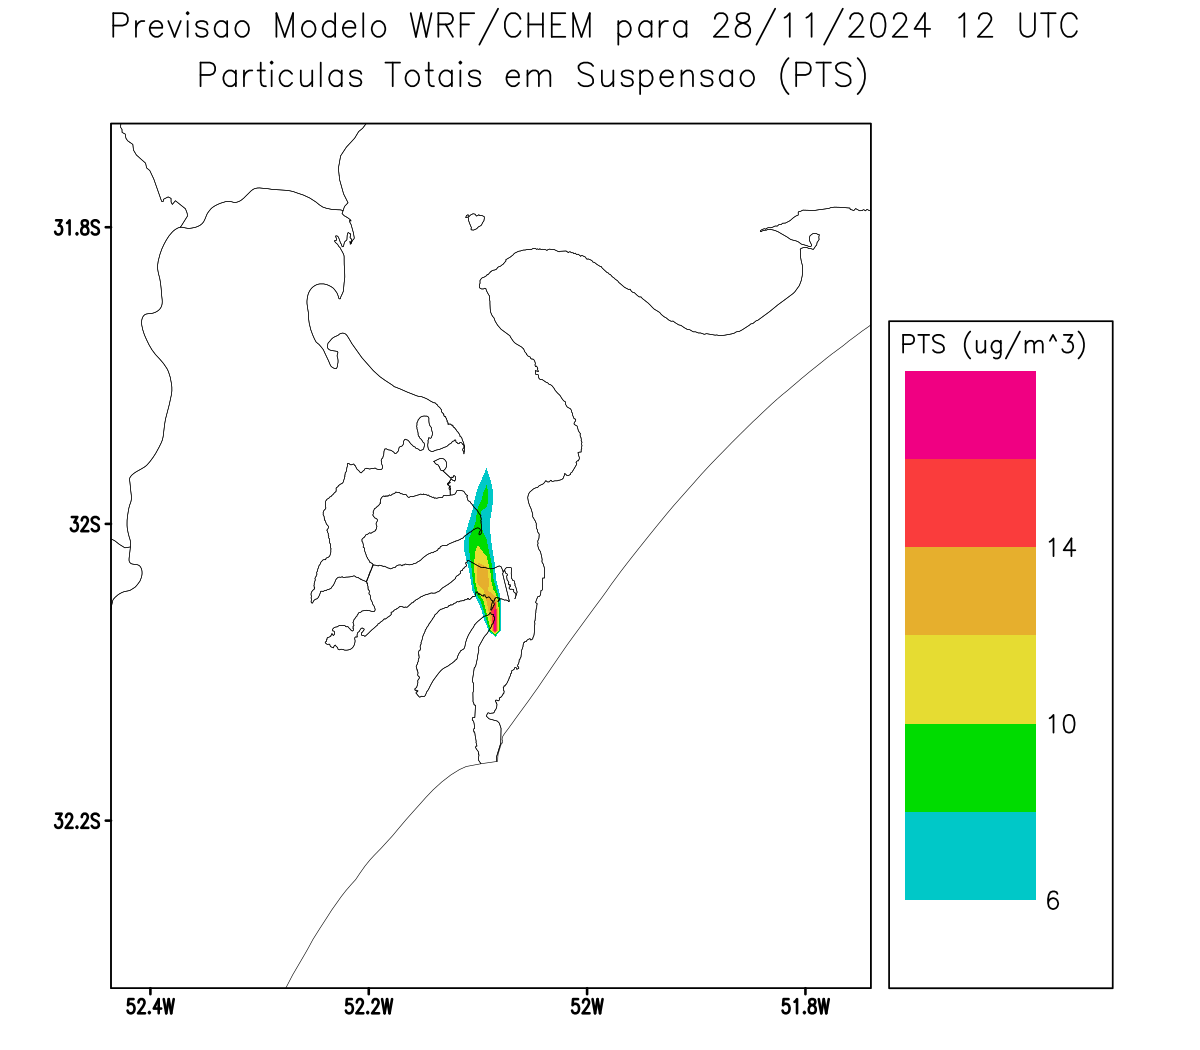 Previsao Modelo WRF/CHEM para 28/11/2024 12 UTC
Particulas Totais em Suspensao (PTS)
31.8S
32S
32.2S
52.4W
52.2W
52W
51.8W
PTS (ug/m^3)
14
10
6